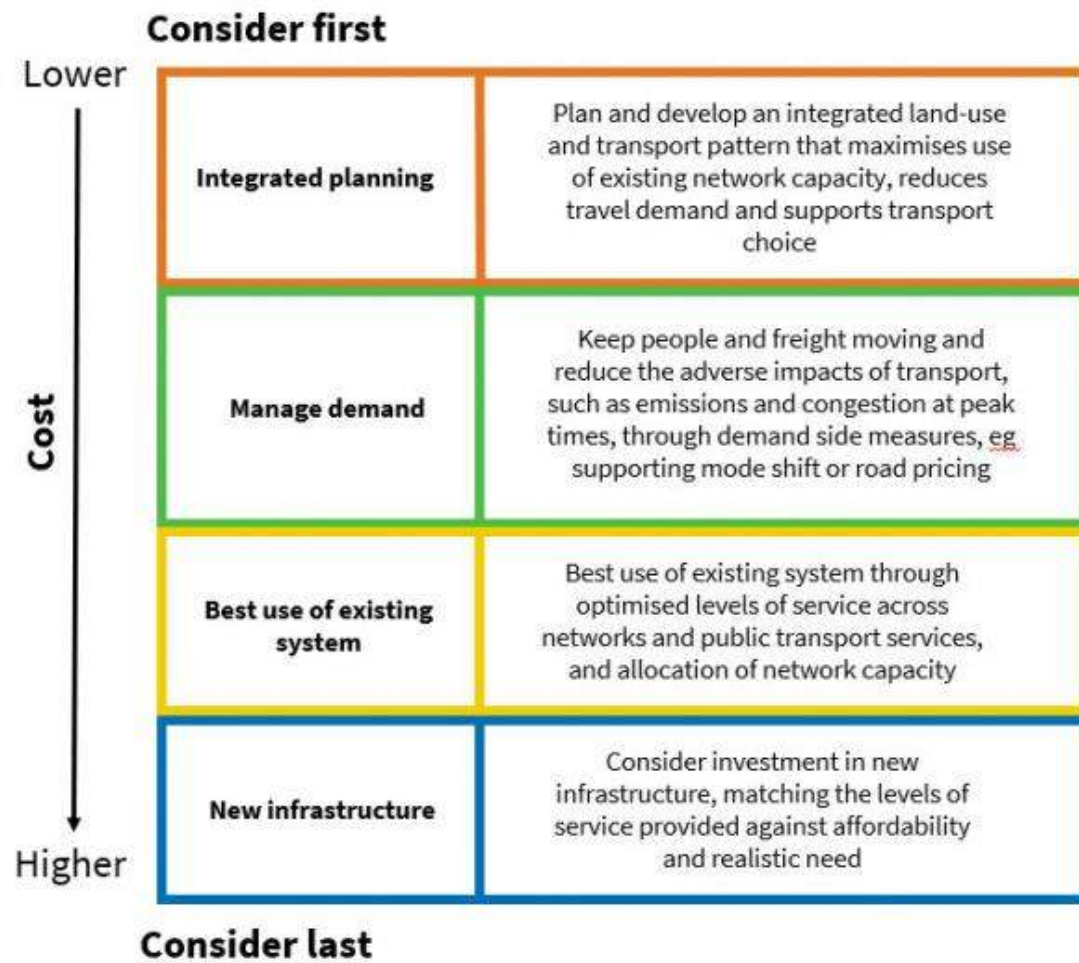 Consider first
Lower
Integrated planning
Plan and develop an integrated land-use
and transport pattern that maximises use
of existing network capacity, reduces
travel demand and supports transport
choice
Cost
Manage demand
Keep people and freight moving and
reduce the adverse impacts of transport,
such as emissions and congestion at peak
times, through demand side measures, eg
supporting mode shift or road pricing
Best use of existing
system
Best use of existing system through
optimised levels of service across
networks and public transport services,
and allocation of network capacity
New infrastructure
Consider investment in new
infrastructure, matching the levels of
service provided against affordability
and realistic need
Higher
Consider last